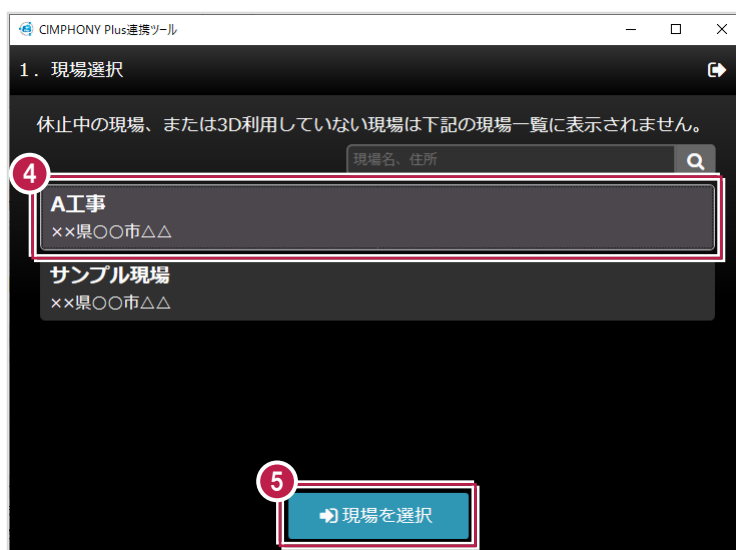 CIMPHONY Plus連携ツール
1. 現場選択
休止中の現場、または3D利用していない現場は下記の現場一覧に表示されません。
現場名、住所
4
A工事
××県〇〇市△△
サンプル現場
××県〇〇市△△
5
現場を選択